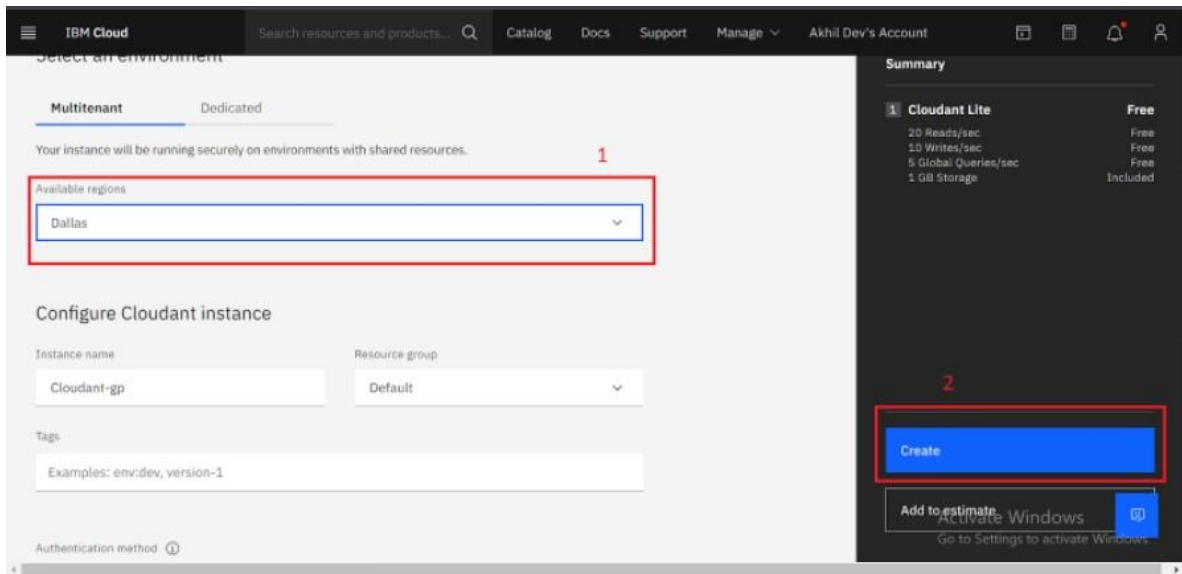 IBM Cloud
Search resources and products...
Catalog
Docs
Support
Manage
Akhil Dev's Account
Select an environment
Multitenant
Dedicated
Your instance will be running securely on environments with shared resources.
1
Available regions
Dallas
Configure Cloudant instance
Instance name
Resource group
Cloudant-gp
Default
Tags
Examples: env:dev, version-1
Authentication method
Summary
1 Cloudant Lite Free
20 Reads/sec Free
10 Writes/sec Free
5 Global Queries/sec Free
1 GB Storage Included
2
Create
Add to estimate
Activate Windows
Go to Settings to activate Windows.